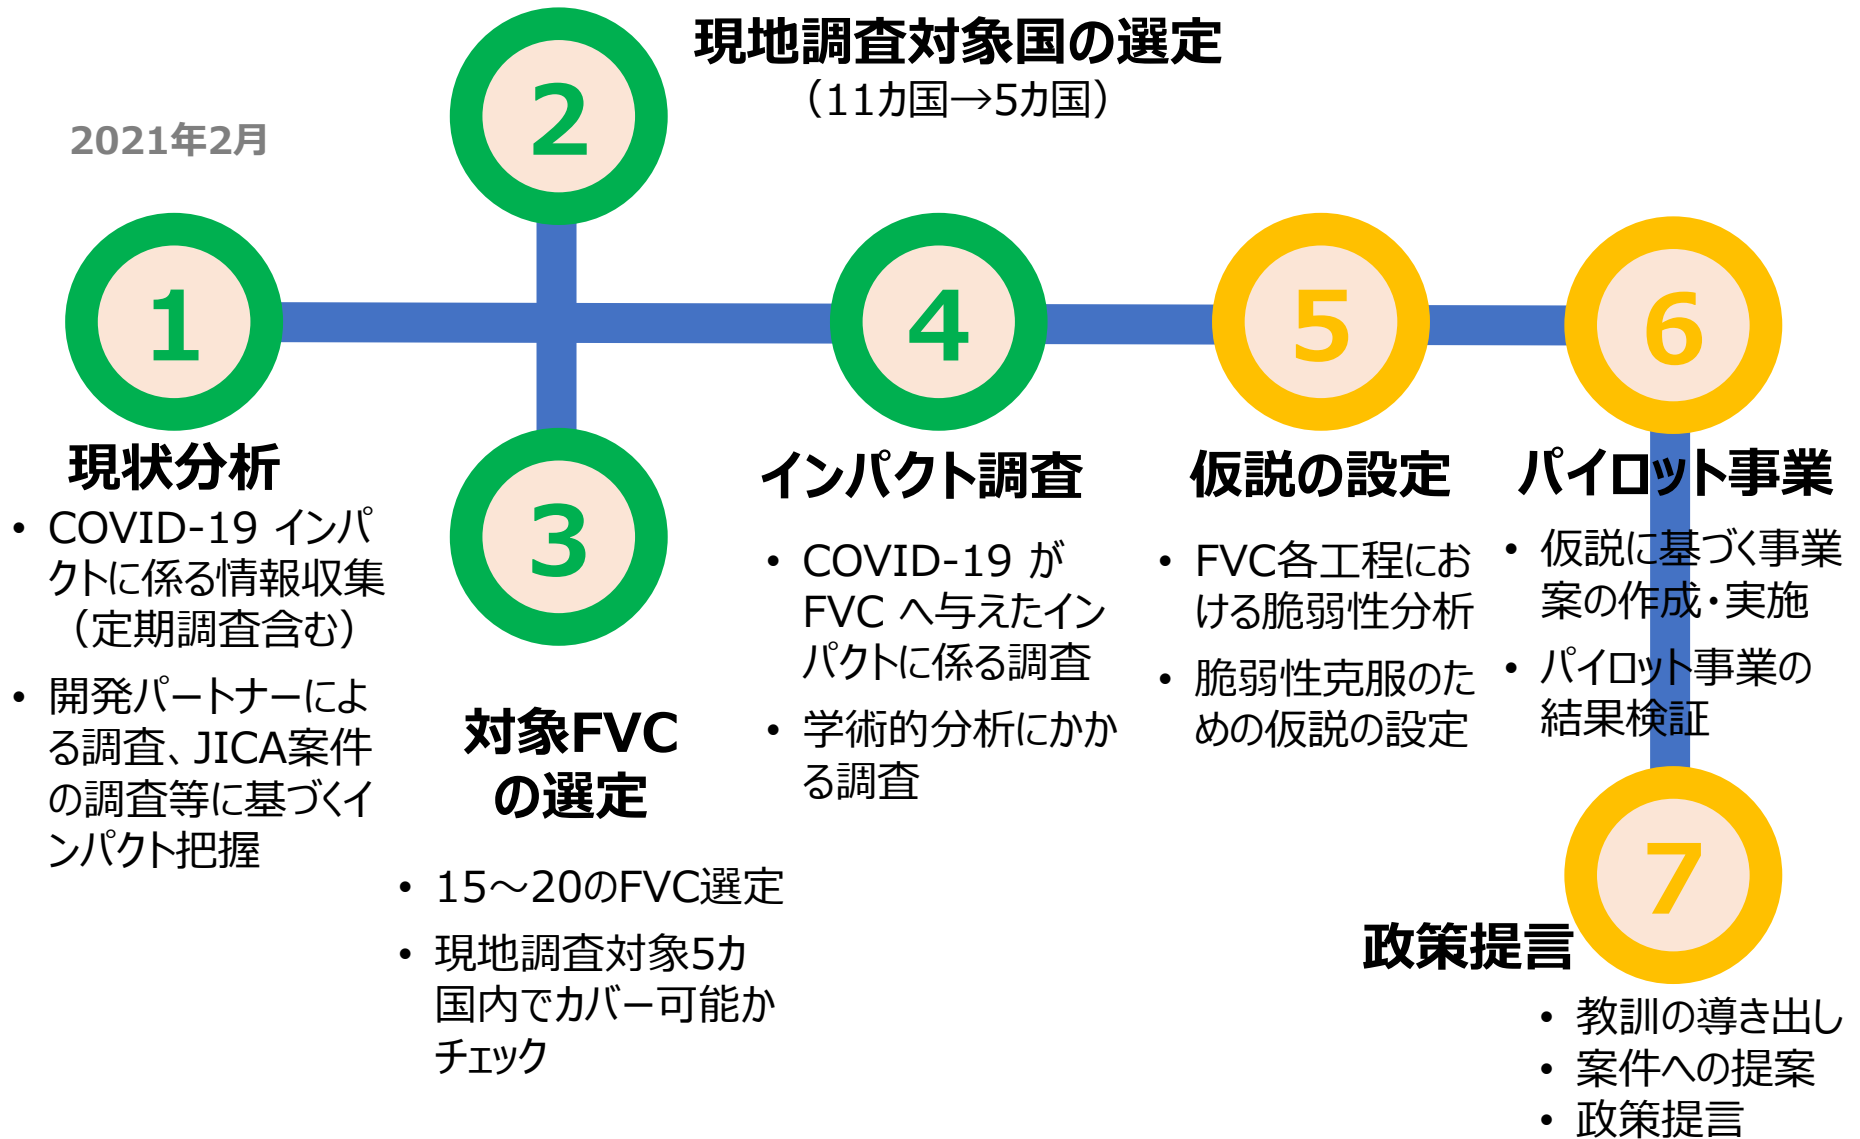 2021年2月
1
現状分析
• COVID-19 インパ
クトに係る情報収集
（定期調査含む）
• 開発パートナーによ
る調査、JICA案件
の調査等に基づくイ
ンパクト把握
2
現地調査対象国の選定
（11カ国→5カ国）
3
対象FVC
の選定
• 15～20のFVC選定
• 現地調査対象5カ
国内でカバー可能か
チェック
4
インパクト調査
• COVID-19 が
FVC へ与えたイン
パクトに係る調査
• 学術的分析にかか
る調査
5
仮説の設定
• FVC各工程にお
ける脆弱性分析
• 脆弱性克服のた
めの仮説の設定
6
パイロット事業
• 仮説に基づく事業
案の作成・実施
• パイロット事業の
結果検証
7
政策提言
• 教訓の導き出し
• 案件への提案
• 政策提言